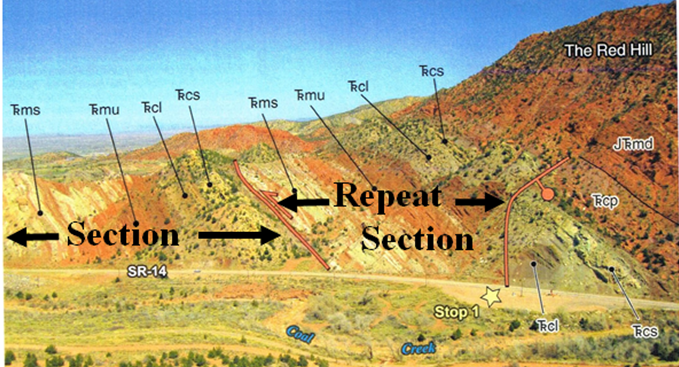 The Red Hill
TRcs
TRcl
TRms
TRmu
TRcl
TRcs
TRms
TRmu
JTRmd
Repeat
Section
TRcp
Section
SR-14
Stop 1
TRcl
TRcs
Coal
Creek